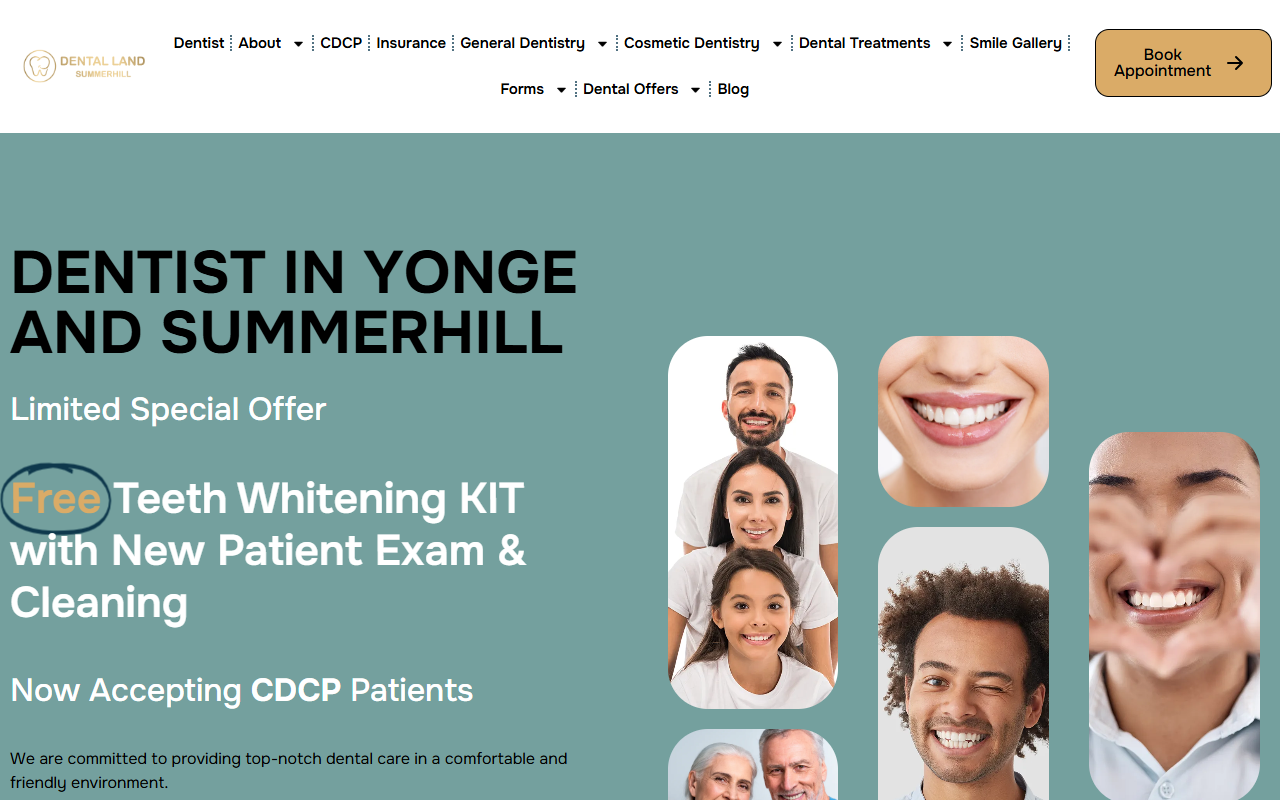 DENTAL LAND
SUMMERHILL
Dentist About CDCP Insurance General Dentistry Cosmetic Dentistry Dental Treatments Smile Gallery
Forms Dental Offers Blog
Book
Appointment
DENTIST IN YONGE
AND SUMMERHILL
Limited Special Offer
Free Teeth Whitening KIT
with New Patient Exam &
Cleaning
Now Accepting CDCP Patients
We are committed to providing top-notch dental care in a comfortable and
friendly environment.